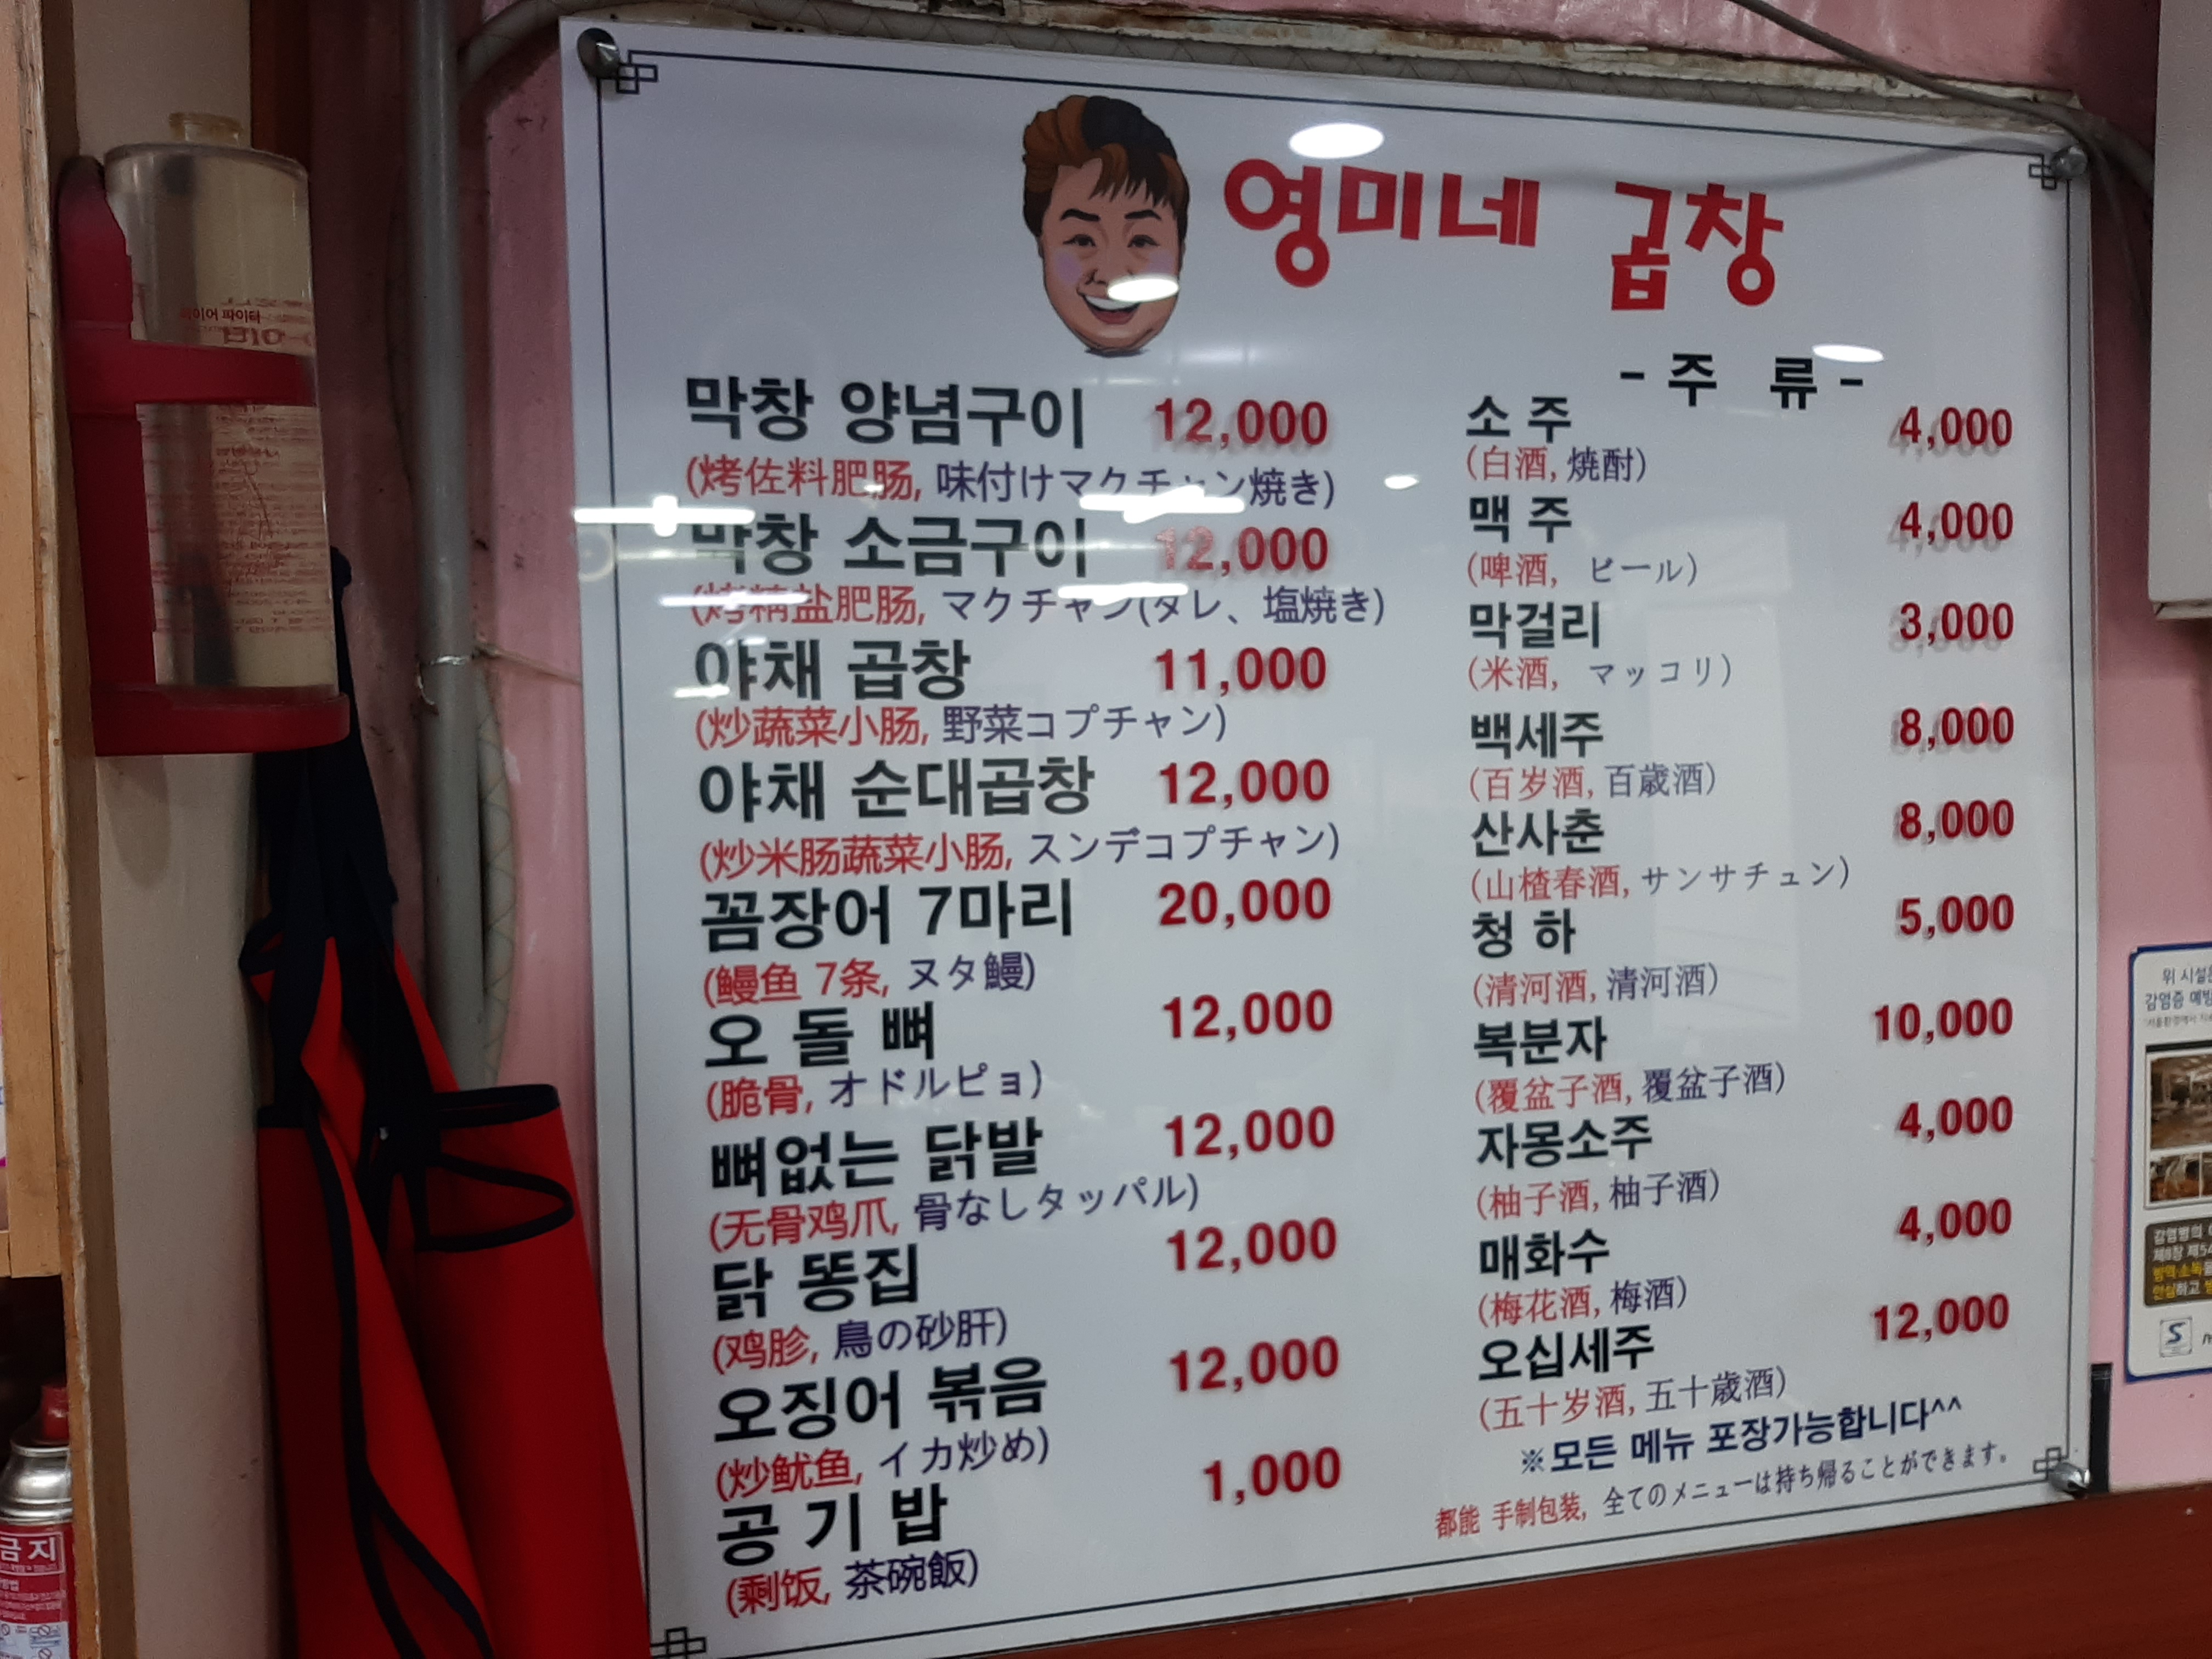 영미네 곱창
막창 양념구이 12,000
(烤佐料肥肠, 味付けマクチャン焼き)
막창 소금구이 12,000
(烤精盐肥肠, マクチャン(タレ、塩焼き)
야채 곱창 11,000
(炒蔬菜小肠, 野菜コプチャン)
야채 순대곱창 12,000
(炒米肠蔬菜小肠, スンデコプチャン)
꼼장어 7마리 20,000
(鳗鱼 7条, ヌタ鰻)
오 돌 뼈 12,000
(脆骨, オドルピョ)
뼈없는 닭발 12,000
(无骨鸡爪, 骨なしタッパル)
닭 똥집 12,000
(鸡胗, 鳥の砂肝)
오징어 볶음 12,000
(炒鱿鱼, イカ炒め)
공 기 밥 1,000
(剩饭, 茶碗飯)
- 주 류 -
소 주 4,000
(白酒, 焼酎)
맥 주 4,000
(啤酒, ビール)
막걸리 3,000
(米酒, マッコリ)
백세주 8,000
(百岁酒, 百歳酒)
산사춘 8,000
(山楂春酒, サンサチュン)
청 하 5,000
(清河酒, 清河酒)
복분자 10,000
(覆盆子酒, 覆盆子酒)
자몽소주 4,000
(柚子酒, 柚子酒)
매화수 4,000
(梅花酒, 梅酒)
오십세주 12,000
(五十岁酒, 五十歳酒)
※모든 메뉴 포장가능합니다^^
都能 手制包装, 全てのメニューは持ち帰ることができます。
파이어 파이터
금지
위 시설
감염증 예방